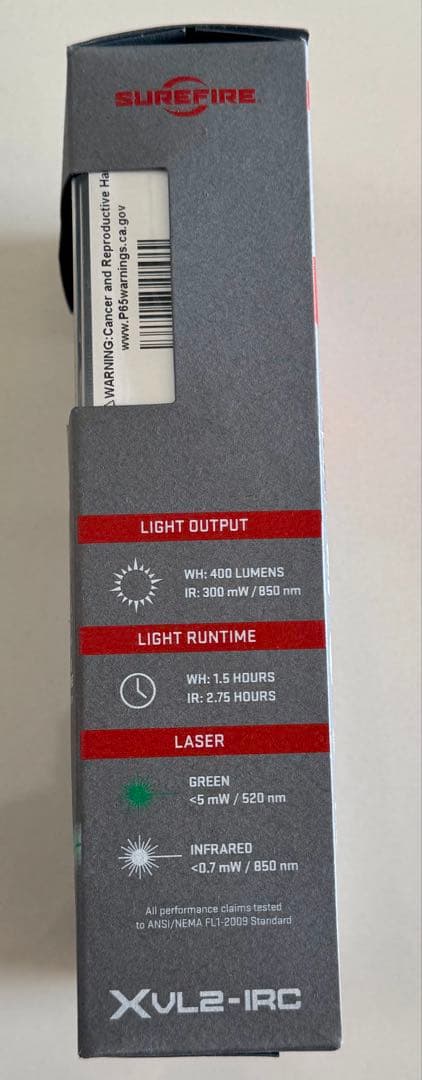 SUREFIRE
WARNING: Cancer and Reproductive
www.P65warnings.ca.gov
LIGHT OUTPUT
WH: 400 LUMENS
IR: 300 mW / 850 nm
LIGHT RUNTIME
WH: 1.5 HOURS
IR: 2.75 HOURS
LASER
GREEN
<5 mW / 520 nm
INFRARED
<0.7 mW / 850 nm
All performance claims tested
to ANSI/NEMA FL1-2009 Standard
XVL2-IRC